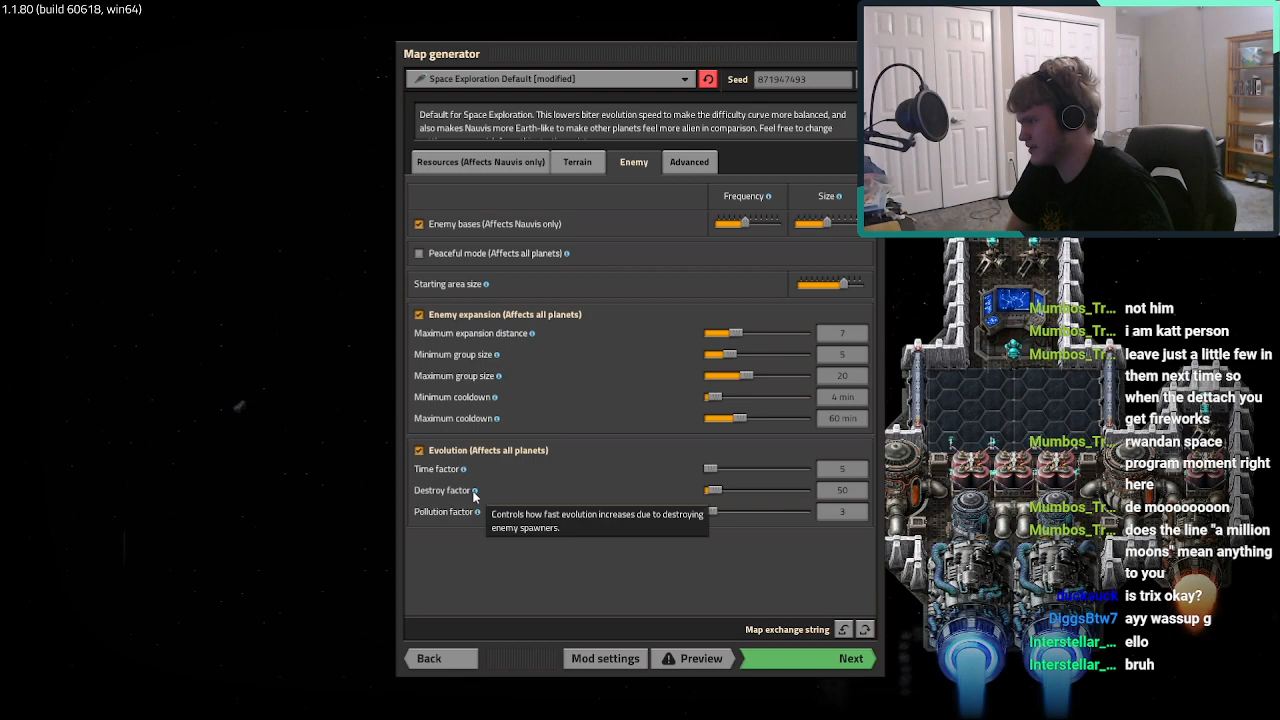 1.1.80 (build 60618, win64)
Map generator
Space Exploration Default [modified]
Seed
871947493
Default for Space Exploration. This lowers biter evolution speed to make the difficulty curve more balanced, and
also makes Nauvis more Earth-like to make other planets feel more alien in comparison. Feel free to change
Resources (Affects Nauvis only)
Terrain
Enemy
Advanced
Frequency
Size
Enemy bases (Affects Nauvis only)
Peaceful mode (Affects all planets)
Starting area size
Enemy expansion (Affects all planets)
Maximum expansion distance
7
Minimum group size
5
Maximum group size
20
Minimum cooldown
4 min
Maximum cooldown
60 min
Evolution (Affects all planets)
Time factor
5
Destroy factor
50
Pollution factor
3
Controls how fast evolution increases due to destroying
enemy spawners.
Map exchange string
Back
Mod settings
Preview
Next
Mumbos_Tr... not him
Mumbos_Tr... i am katt person
Mumbos_Tr... leave just a little few in
them next time so
when the dettach you
get fireworks
Mumbos_Tr... rwandan space
program moment right
here
Mumbos_Tr... de moooooooon
Mumbos_Tr... does the line "a million
moons" mean anything
to you
is trix okay?
DiggsBtw7 ayy wassup g
Interstellar_... ello
Interstellar_... bruh